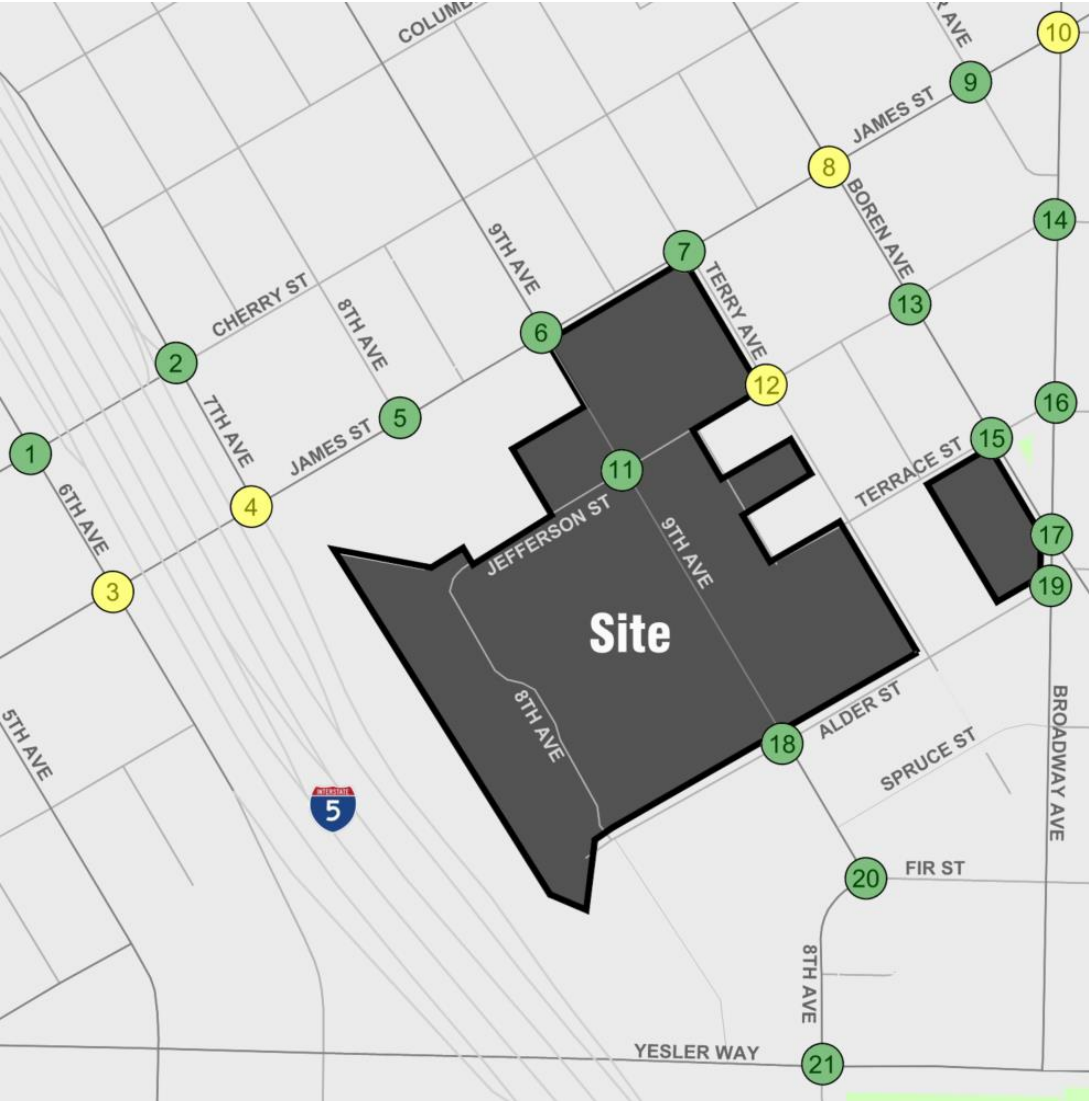 COLUMB
R AVE
10
9
JAMES ST
8
BOREN AVE
14
9TH AVE
7
TERRY AVE
CHERRY ST
8TH AVE
6
13
2
12
7TH AVE
5
16
JAMES ST
15
1
11
TERRACE ST
6TH AVE
4
JEFFERSON ST
9TH AVE
17
3
19
Site
5TH AVE
8TH AVE
ALDER ST
18
SPRUCE ST
BROADWAY AVE
INTERSTATE
5
20
FIR ST
8TH AVE
YESLER WAY
21